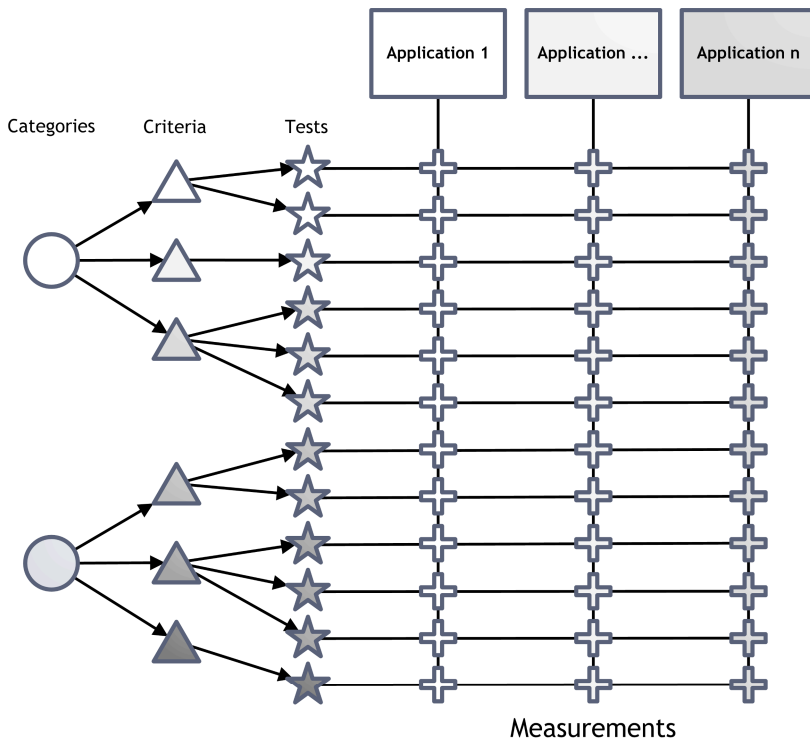 Application 1
Application ...
Application n
Categories
Criteria
Tests
Measurements